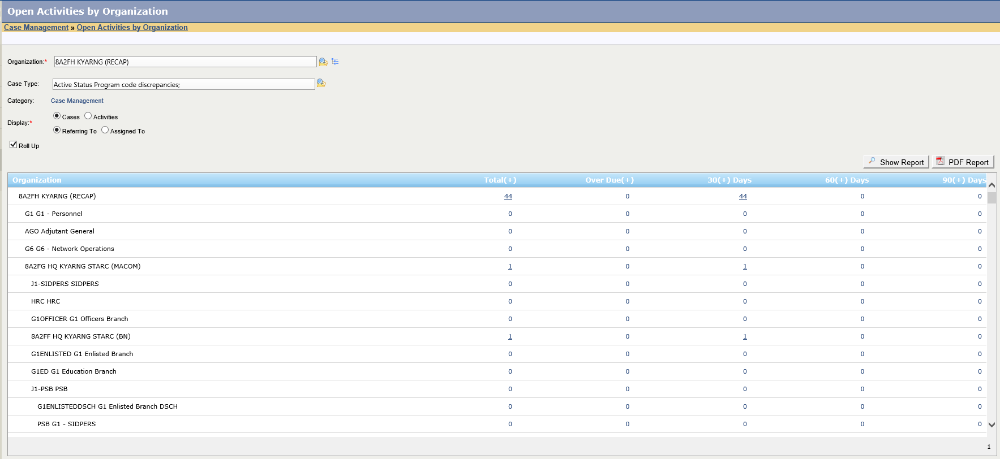 Open Activities by Organization
Case Management » Open Activities by Organization
Organization:* 8A2FH KYARNG (RECAP)
Case Type: Active Status Program code discrepancies;
Category: Case Management
Display:* Cases Activities
Referring To Assigned To
Roll Up
Show Report PDF Report
Organization Total(+) Over Due(+) 30(+) Days 60(+) Days 90(+) Days
8A2FH KYARNG (RECAP) 44 0 44 0 0
G1 G1 - Personnel 0 0 0 0 0
AGO Adjutant General 0 0 0 0 0
G6 G6 - Network Operations 0 0 0 0 0
8A2FG HQ KYARNG STARC (MACOM) 1 0 1 0 0
J1-SIDPERS SIDPERS 0 0 0 0 0
HRC HRC 0 0 0 0 0
G1OFFICER G1 Officers Branch 0 0 0 0 0
8A2FF HQ KYARNG STARC (BN) 1 0 1 0 0
G1ENLISTED G1 Enlisted Branch 0 0 0 0 0
G1ED G1 Education Branch 0 0 0 0 0
J1-PSB PSB 0 0 0 0 0
G1ENLISTEDDSCH G1 Enlisted Branch DSCH 0 0 0 0 0
PSB G1 - SIDPERS 0 0 0 0 0
1